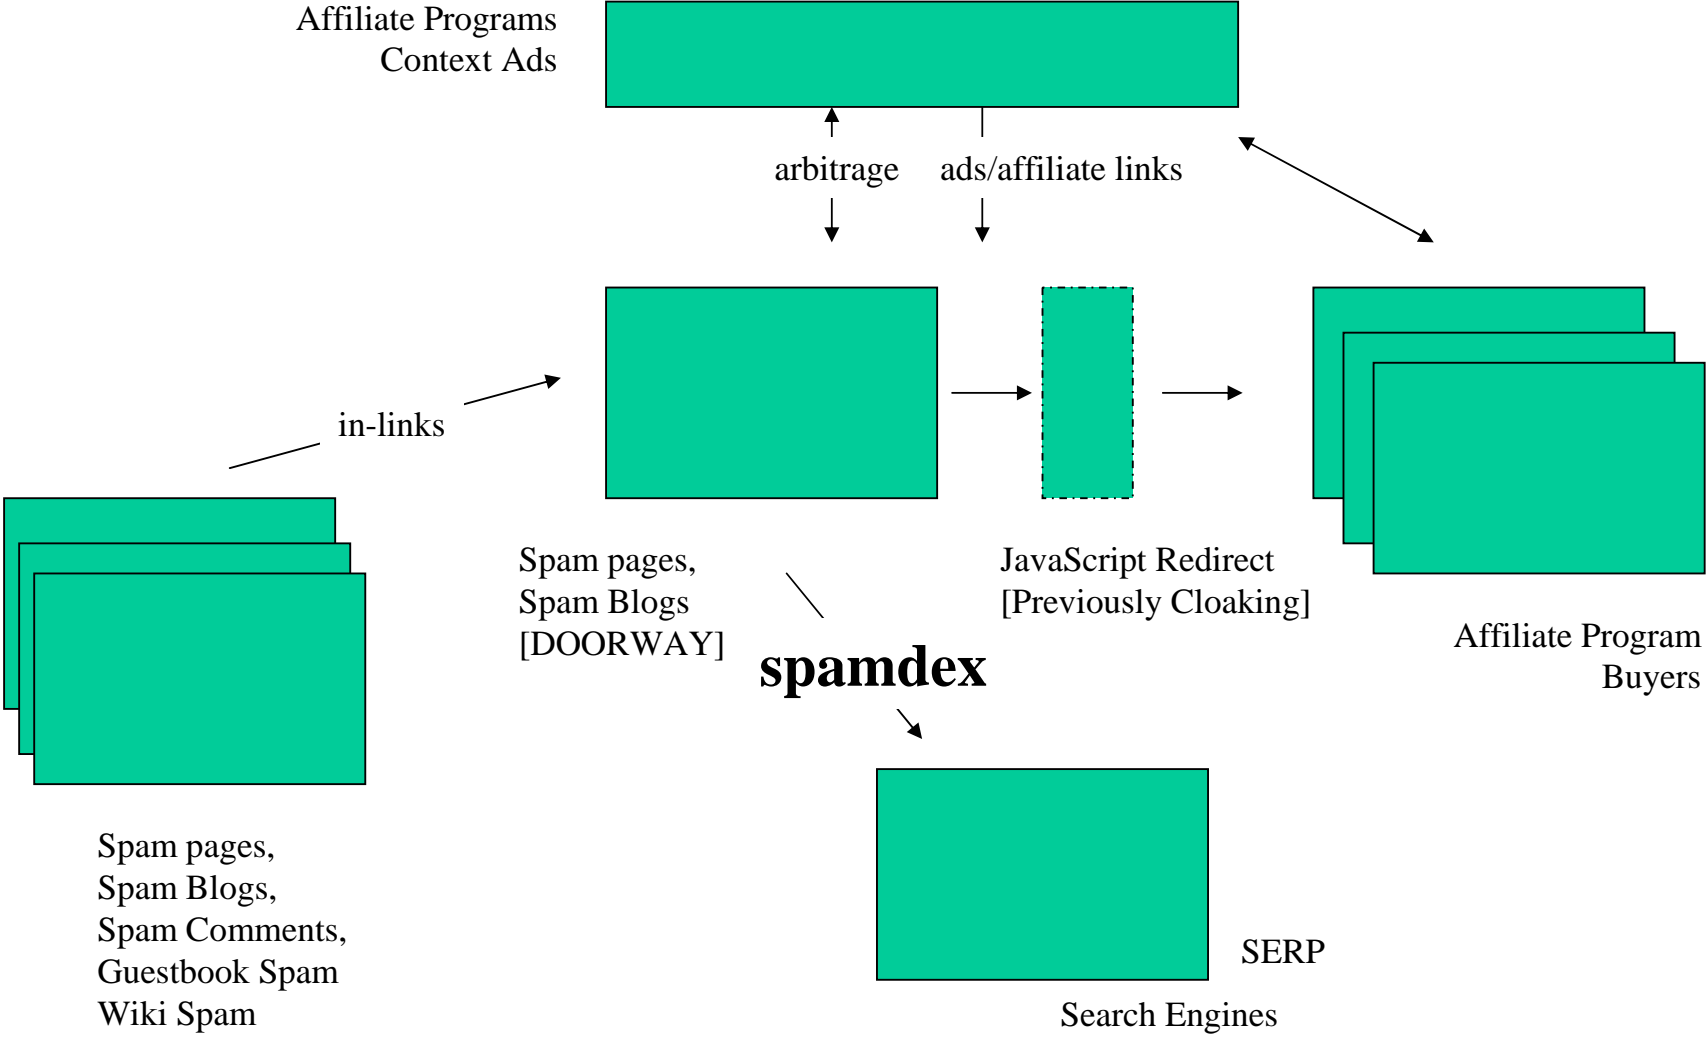 Affiliate Programs
Context Ads
arbitrage
ads/affiliate links
in-links
Spam pages,
Spam Blogs
[DOORWAY]
JavaScript Redirect
[Previously Cloaking]
Affiliate Program
Buyers
spamdex
Spam pages,
Spam Blogs,
Spam Comments,
Guestbook Spam
Wiki Spam
SERP
Search Engines